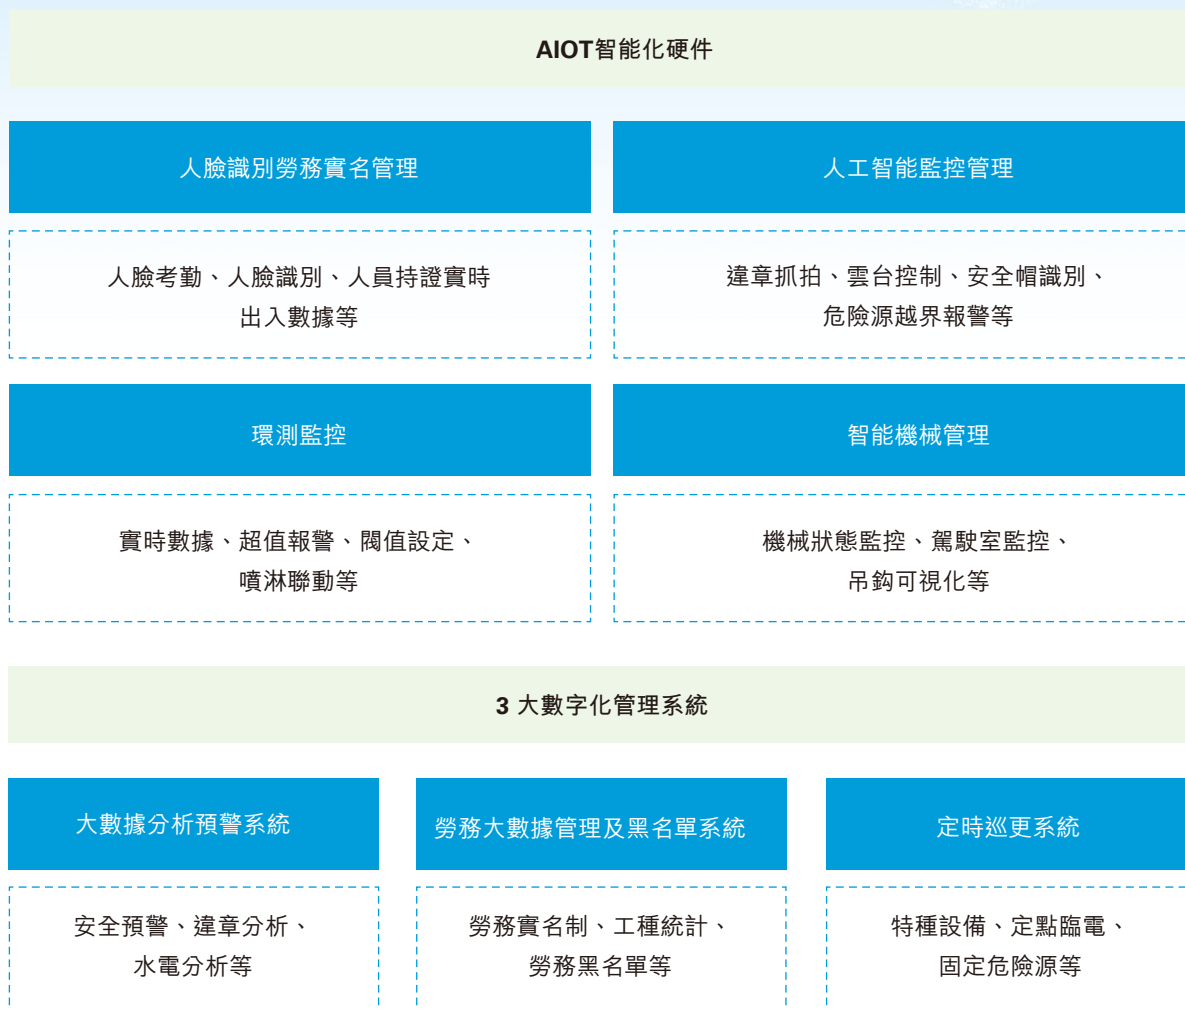 AIOT智能化硬件
人臉識別勞務實名管理
人工智能監控管理
人臉考勤、人臉識別、人員持證實時
出入數據等
違章抓拍、雲台控制、安全帽識別、
危險源越界報警等
環測監控
智能機械管理
實時數據、超值報警、閥值設定、
噴淋聯動等
機械狀態監控、駕駛室監控、
吊鈎可視化等
3 大數字化管理系統
大數據分析預警系統
勞務大數據管理及黑名單系統
定時巡更系統
安全預警、違章分析、
水電分析等
勞務實名制、工種統計、
勞務黑名單等
特種設備、定點臨電、
固定危險源等